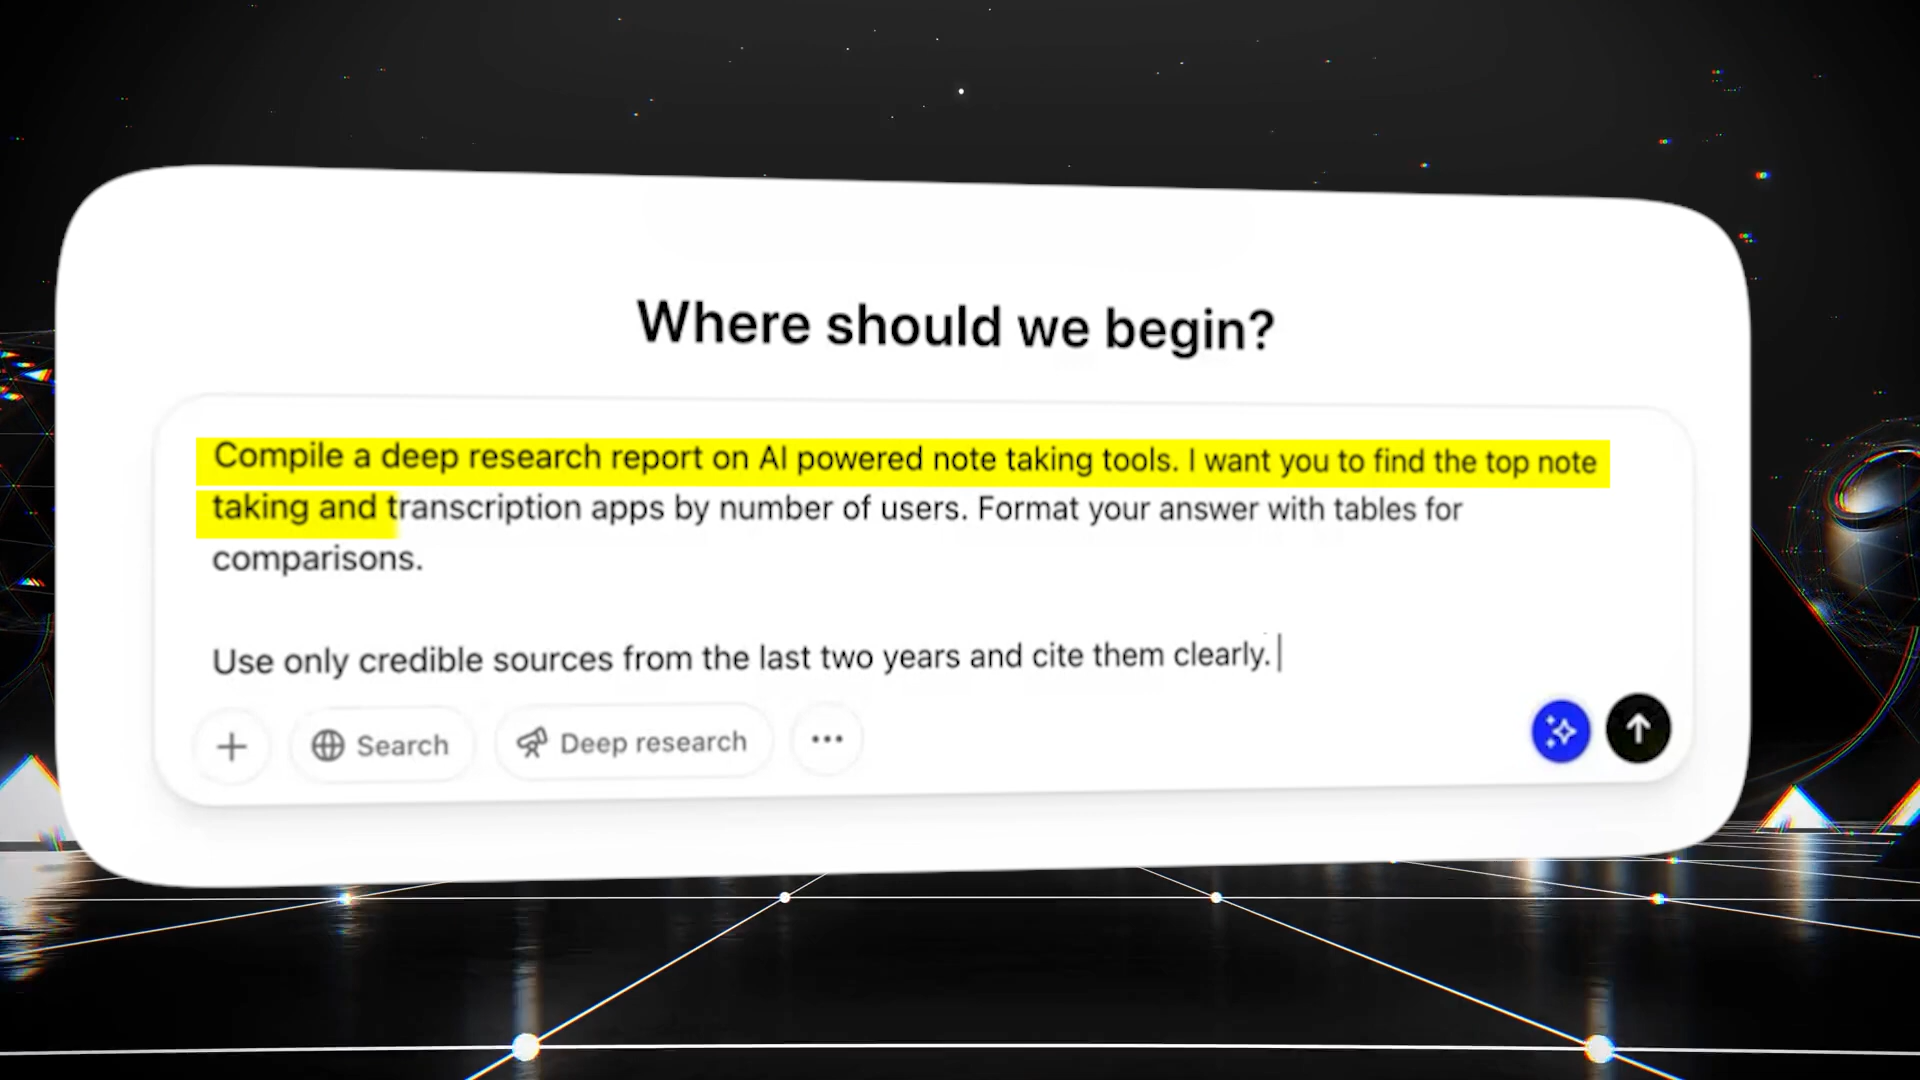 Where should we begin?
Compile a deep research report on AI powered note taking tools. I want you to find the top note
taking and transcription apps by number of users. Format your answer with tables for
comparisons.
Use only credible sources from the last two years and cite them clearly.
Search
Deep research